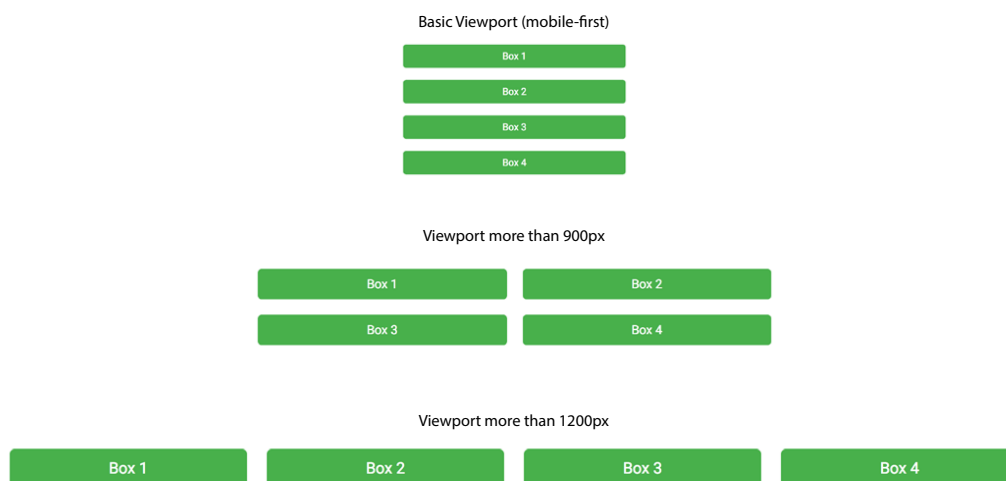 Basic Viewport (mobile-first)
Box 1
Box 2
Box 3
Box 4
Viewport more than 900px
Box 1 Box 2
Box 3 Box 4
Viewport more than 1200px
Box 1 Box 2 Box 3 Box 4